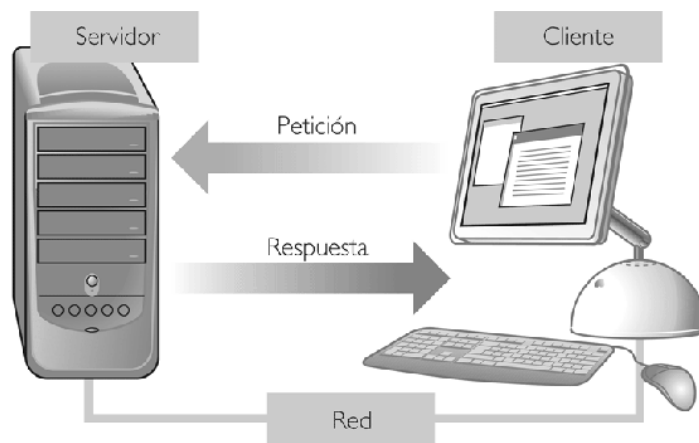 Servidor
Cliente
Petición
Respuesta
Red